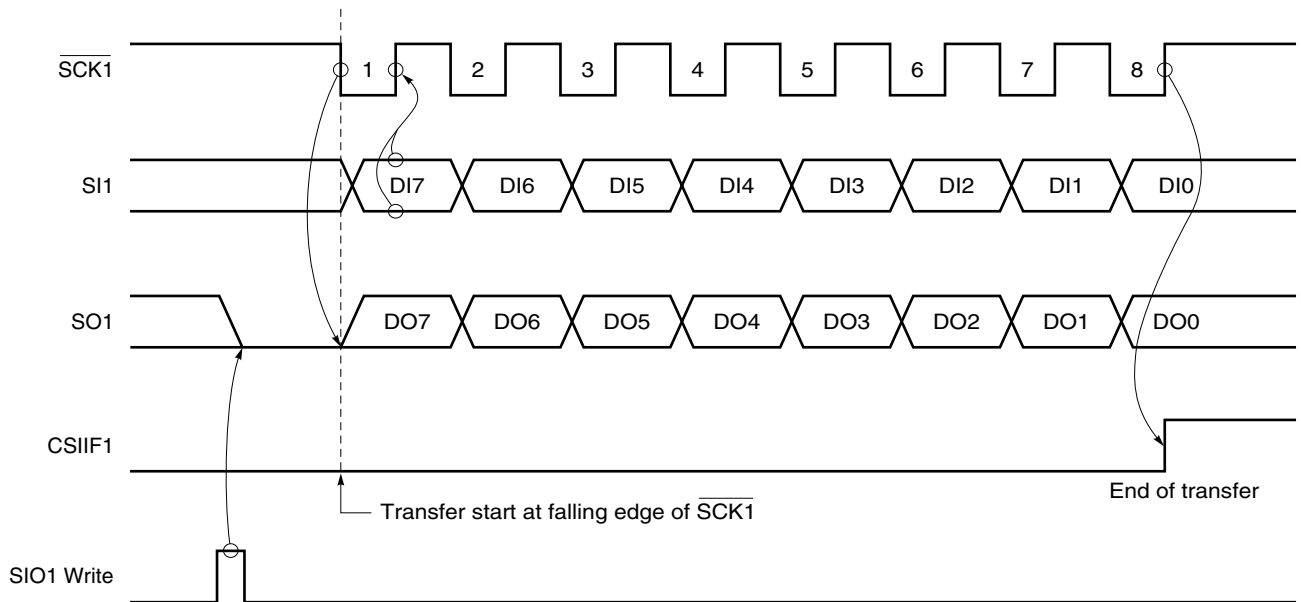 SCK1 1 2 3 4 5 6 7 8
SI1 DI7 DI6 DI5 DI4 DI3 DI2 DI1 DI0
SO1 DO7 DO6 DO5 DO4 DO3 DO2 DO1 DO0
CSIIF1
End of transfer
Transfer start at falling edge of SCK1
SIO1 Write